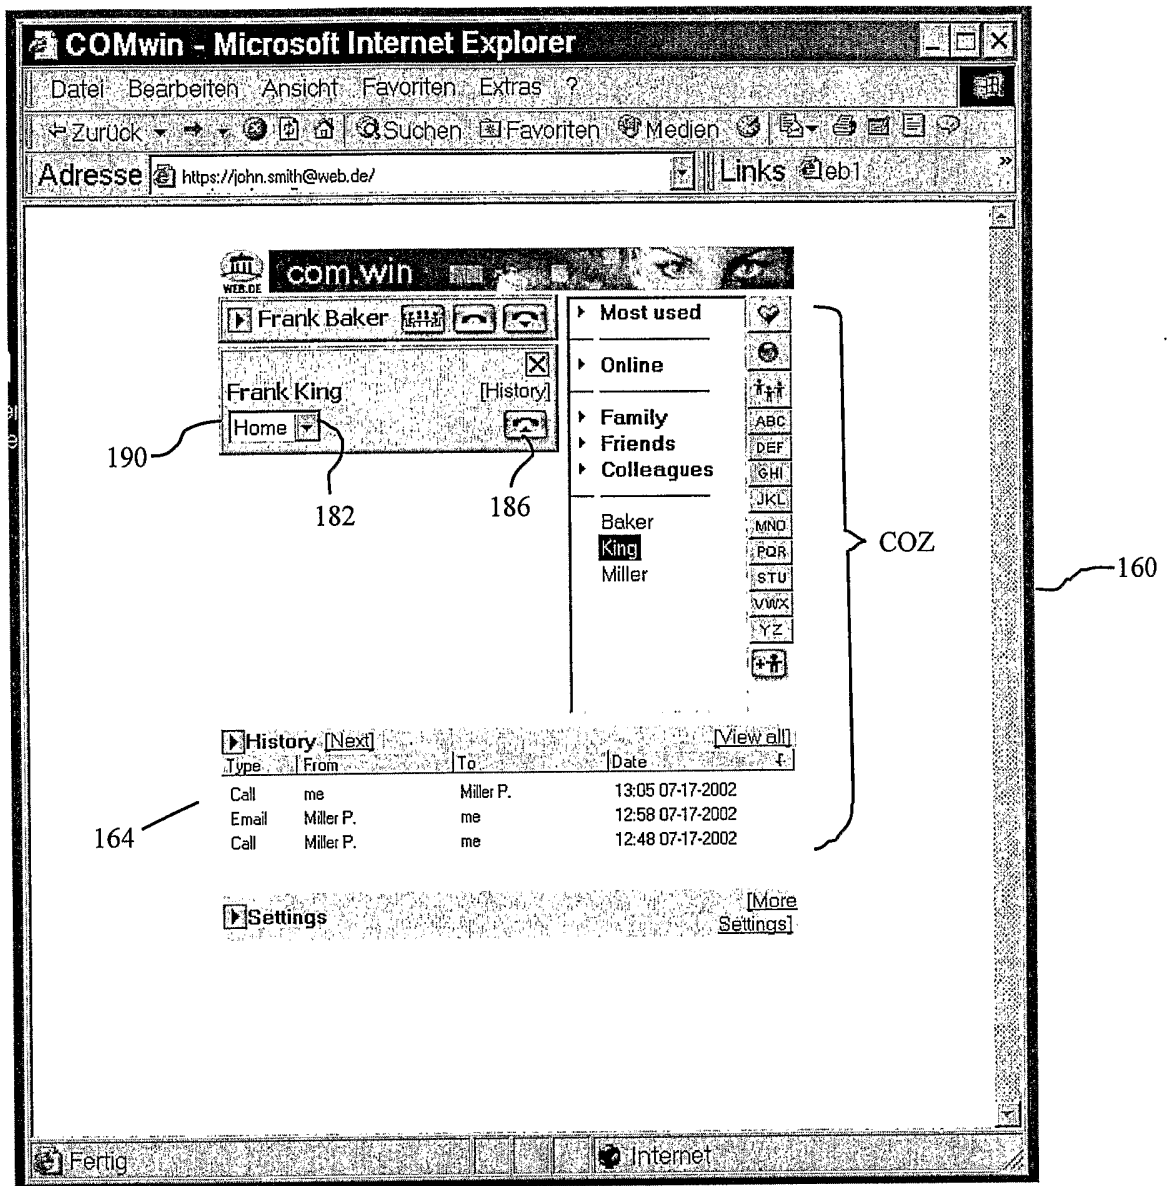 COMwin - Microsoft Internet Explorer
Datei Bearbeiten Ansicht Favoriten Extras ?
Zurück Suchen Favoriten Medien
Adresse https://john.smith@web.de/ Links leb1 »
WEB.DE com.win
Frank Baker
Frank King [History]
Home
190
182
186
Most used
Online
Family
Friends
Colleagues
Baker
King
Miller
ABC
DEF
GHI
JKL
MNO
PQR
STU
VWX
YZ
COZ
160
History [Next] [View all]
Type From To Date
Call me Miller P. 13:05 07-17-2002
Email Miller P. me 12:58 07-17-2002
Call Miller P. me 12:48 07-17-2002
164
Settings [More
Settings]
Fertig Internet